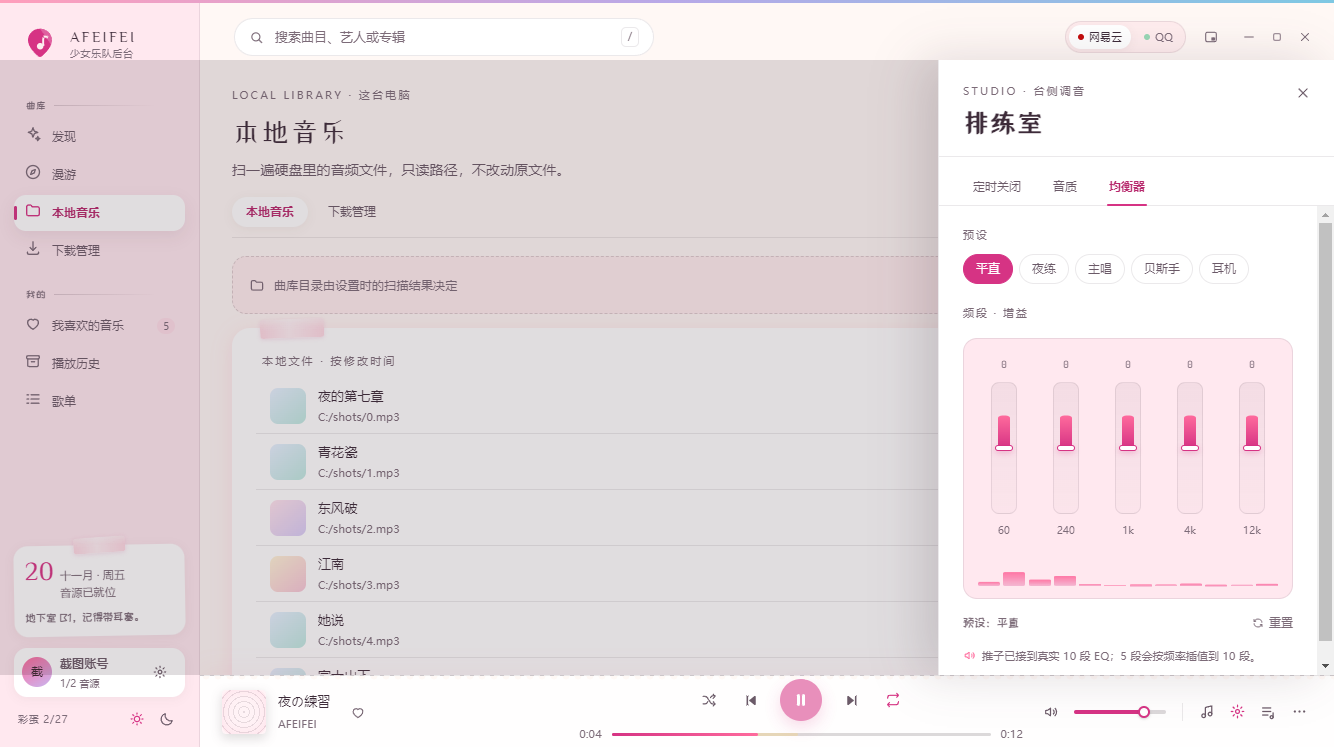 AFEIFEI
少女乐队后台
搜索曲目、艺人或专辑
/
网易云
QQ
曲库
发现
漫游
本地音乐
下载管理
我的
我喜欢的音乐
5
播放历史
歌单
20
十一月 · 周五
音源已就位
记得带耳塞。
截
截图账号
1/2 音源
彩蛋 2/27
LOCAL LIBRARY · 这台电脑
本地音乐
扫一遍硬盘里的音频文件，只读路径，不改动原文件。
本地音乐
下载管理
曲库目录由设置时的扫描结果决定
本地文件 · 按修改时间
夜的第七章
C:/shots/0.mp3
青花瓷
C:/shots/1.mp3
东风破
C:/shots/2.mp3
江南
C:/shots/3.mp3
她说
C:/shots/4.mp3
STUDIO · 台侧调音
排练室
定时关闭
音质
均衡器
预设
平直
夜练
主唱
贝斯手
耳机
频段 · 增益
0 0 0 0 0
60 240 1k 4k 12k
预设：平直
重置
推子已接到真实 10 段 EQ；5 段会按频率插值到 10 段。
夜の練習
AFEIFEI
0:04
0:12